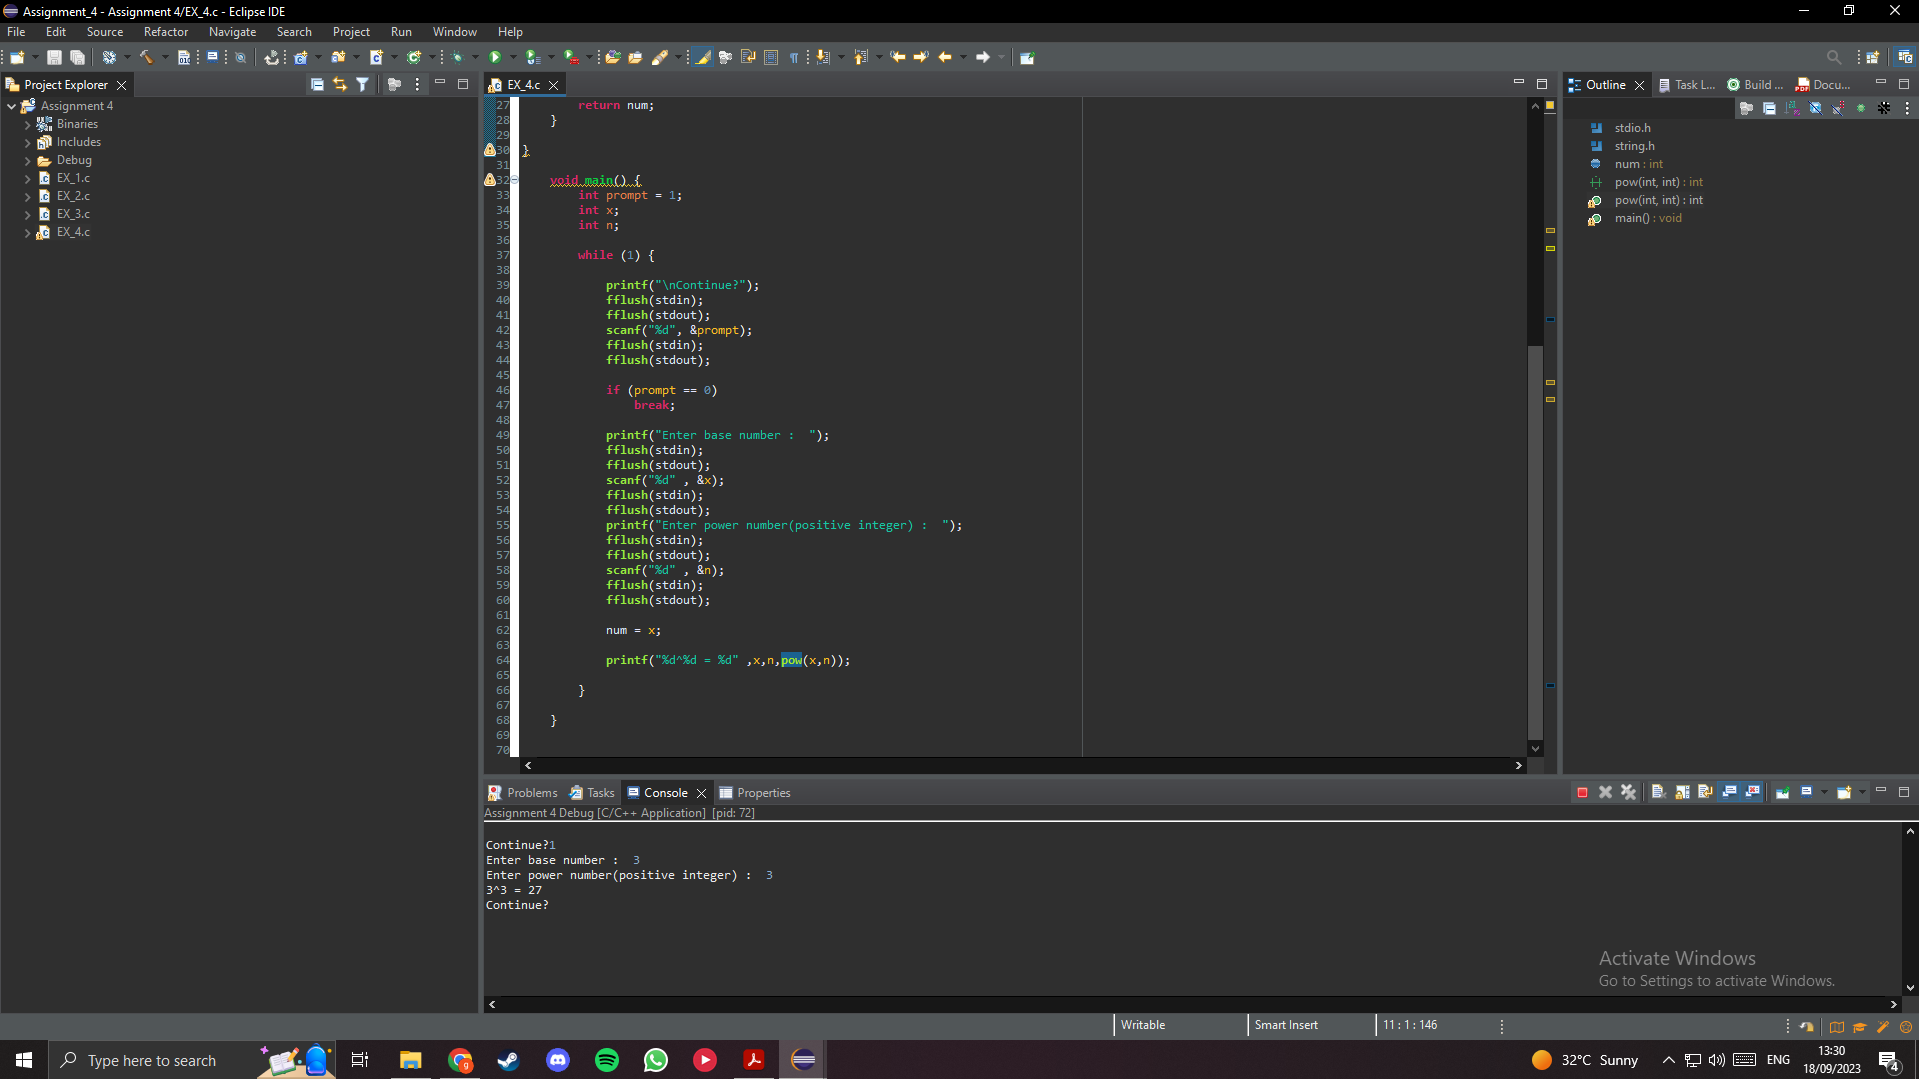 Assignment_4 - Assignment 4/EX_4.c - Eclipse IDE
File Edit Source Refactor Navigate Search Project Run Window Help
Project Explorer
Assignment 4
Binaries
Includes
Debug
EX_1.c
EX_2.c
EX_3.c
EX_4.c
EX_4.c
27 return num;
28 }
29
30 }
31
32 void main() {
33 int prompt = 1;
34 int x;
35 int n;
36
37 while (1) {
38
39 printf("\nContinue?");
40 fflush(stdin);
41 fflush(stdout);
42 scanf("%d", &prompt);
43 fflush(stdin);
44 fflush(stdout);
45
46 if (prompt == 0)
47 break;
48
49 printf("Enter base number :  ");
50 fflush(stdin);
51 fflush(stdout);
52 scanf("%d" , &x);
53 fflush(stdin);
54 fflush(stdout);
55 printf("Enter power number(positive integer) :  ");
56 fflush(stdin);
57 fflush(stdout);
58 scanf("%d" , &n);
59 fflush(stdin);
60 fflush(stdout);
61
62 num = x;
63
64 printf("%d^%d = %d" ,x,n,pow(x,n));
65
66 }
67
68 }
69
70
Outline Task L... Build ... Docu...
stdio.h
string.h
num : int
pow(int, int) : int
pow(int, int) : int
main() : void
Problems Tasks Console Properties
Assignment 4 Debug [C/C++ Application] [pid: 72]
Continue?1
Enter base number :  3
Enter power number(positive integer) :  3
3^3 = 27
Continue?
Activate Windows
Go to Settings to activate Windows.
Writable Smart Insert 11 : 1 : 146
Type here to search
32°C Sunny ENG
13:30
18/09/2023
4